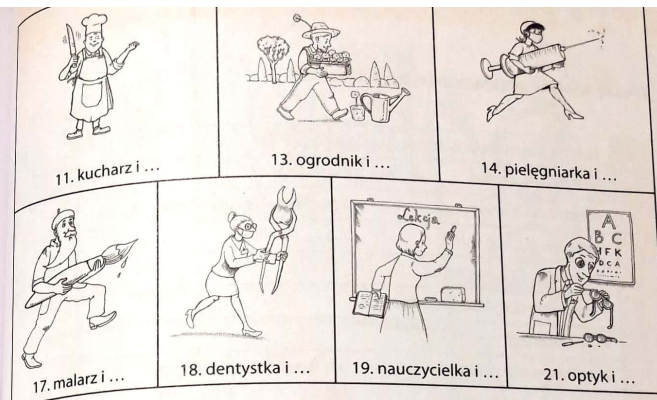 11. kucharz i ...
13. ogrodnik i ...
14. pielęgniarka i ...
17. malarz i ...
18. dentystka i ...
Lekcja
19. nauczycielka i ...
A
B C
H F K
O D C A
21. optyk i ...